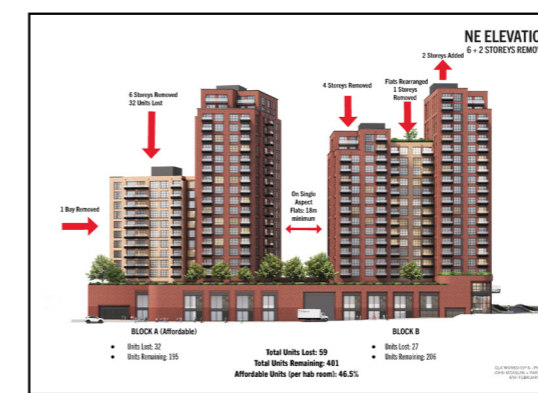 NE ELEVATIO
6 + 2 STOREYS REMOV
2 Storeys Added
6 Storeys Removed
32 Units Lost
4 Storeys Removed
Flats Rearranged
1 Storeys
Removed
1 Bay Removed
On Single
Aspect
Flats: 18m
minimum
BLOCK A (Affordable)
• Units Lost: 32
• Units Remaining: 195
Total Units Lost: 59
Total Units Remaining: 401
Affordable Units (per hab room): 46.5%
BLOCK B
• Units Lost: 27
• Units Remaining: 206